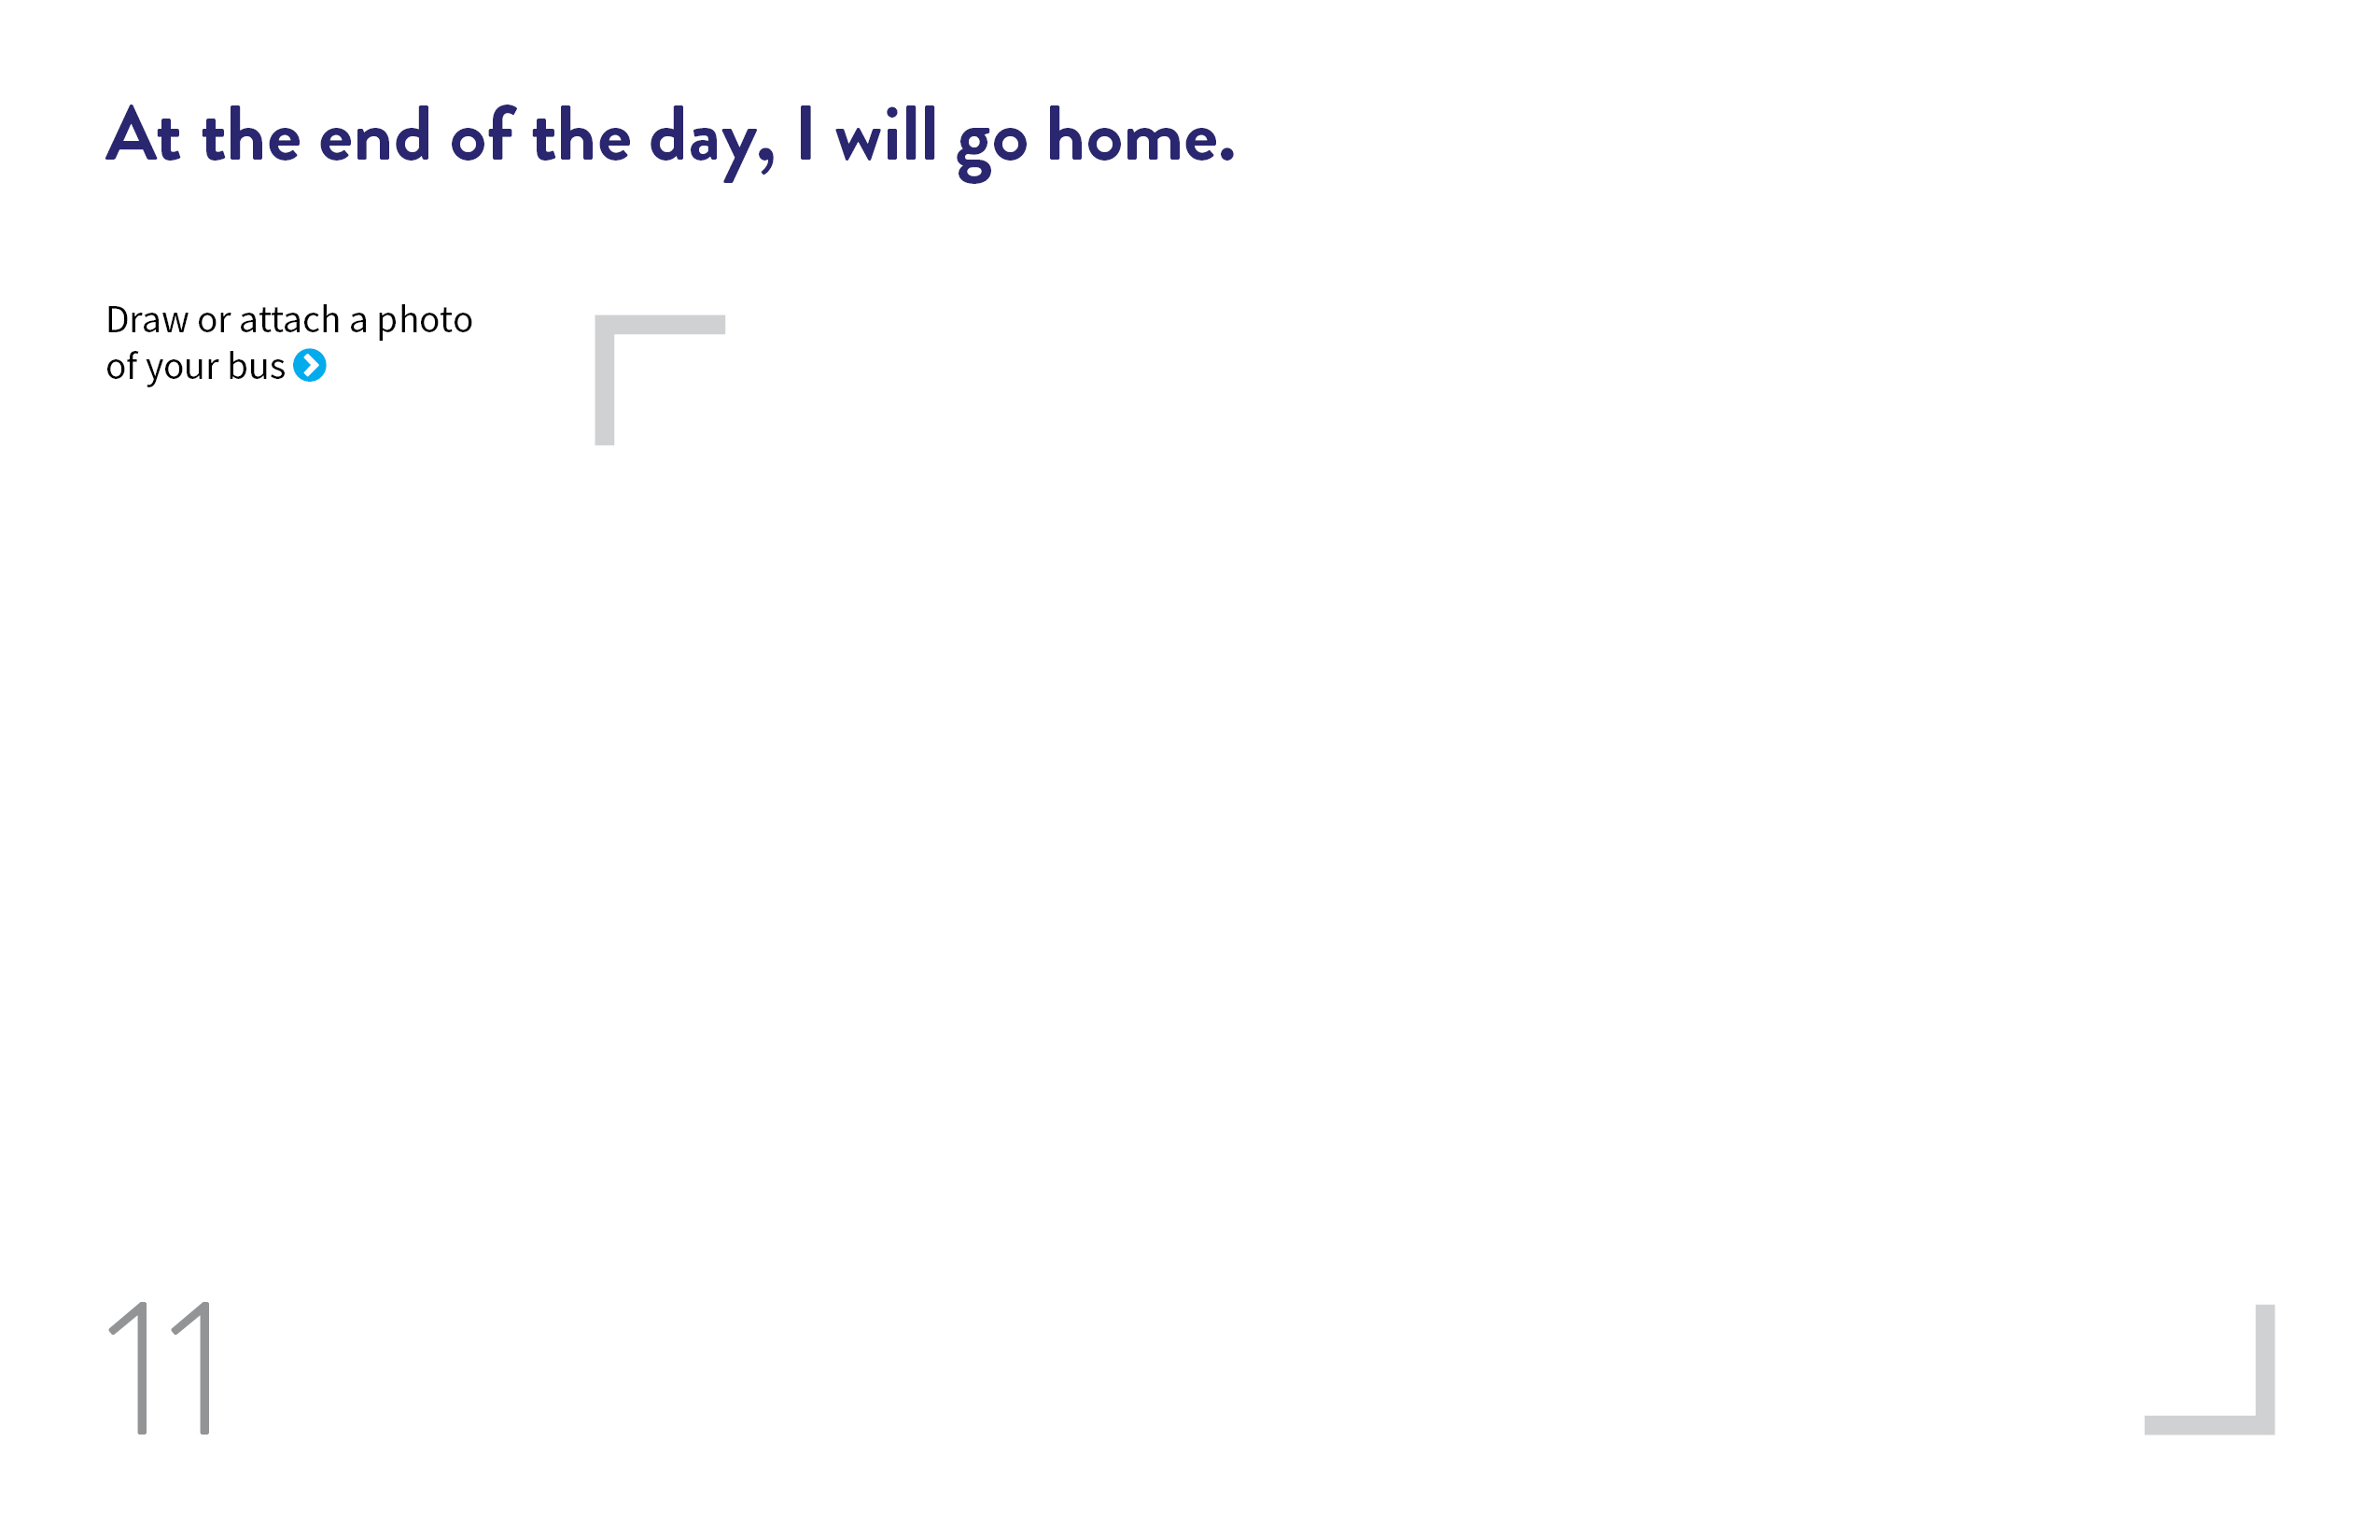 At the end of the day, I will go home.
Draw or attach a photo
of your bus
11